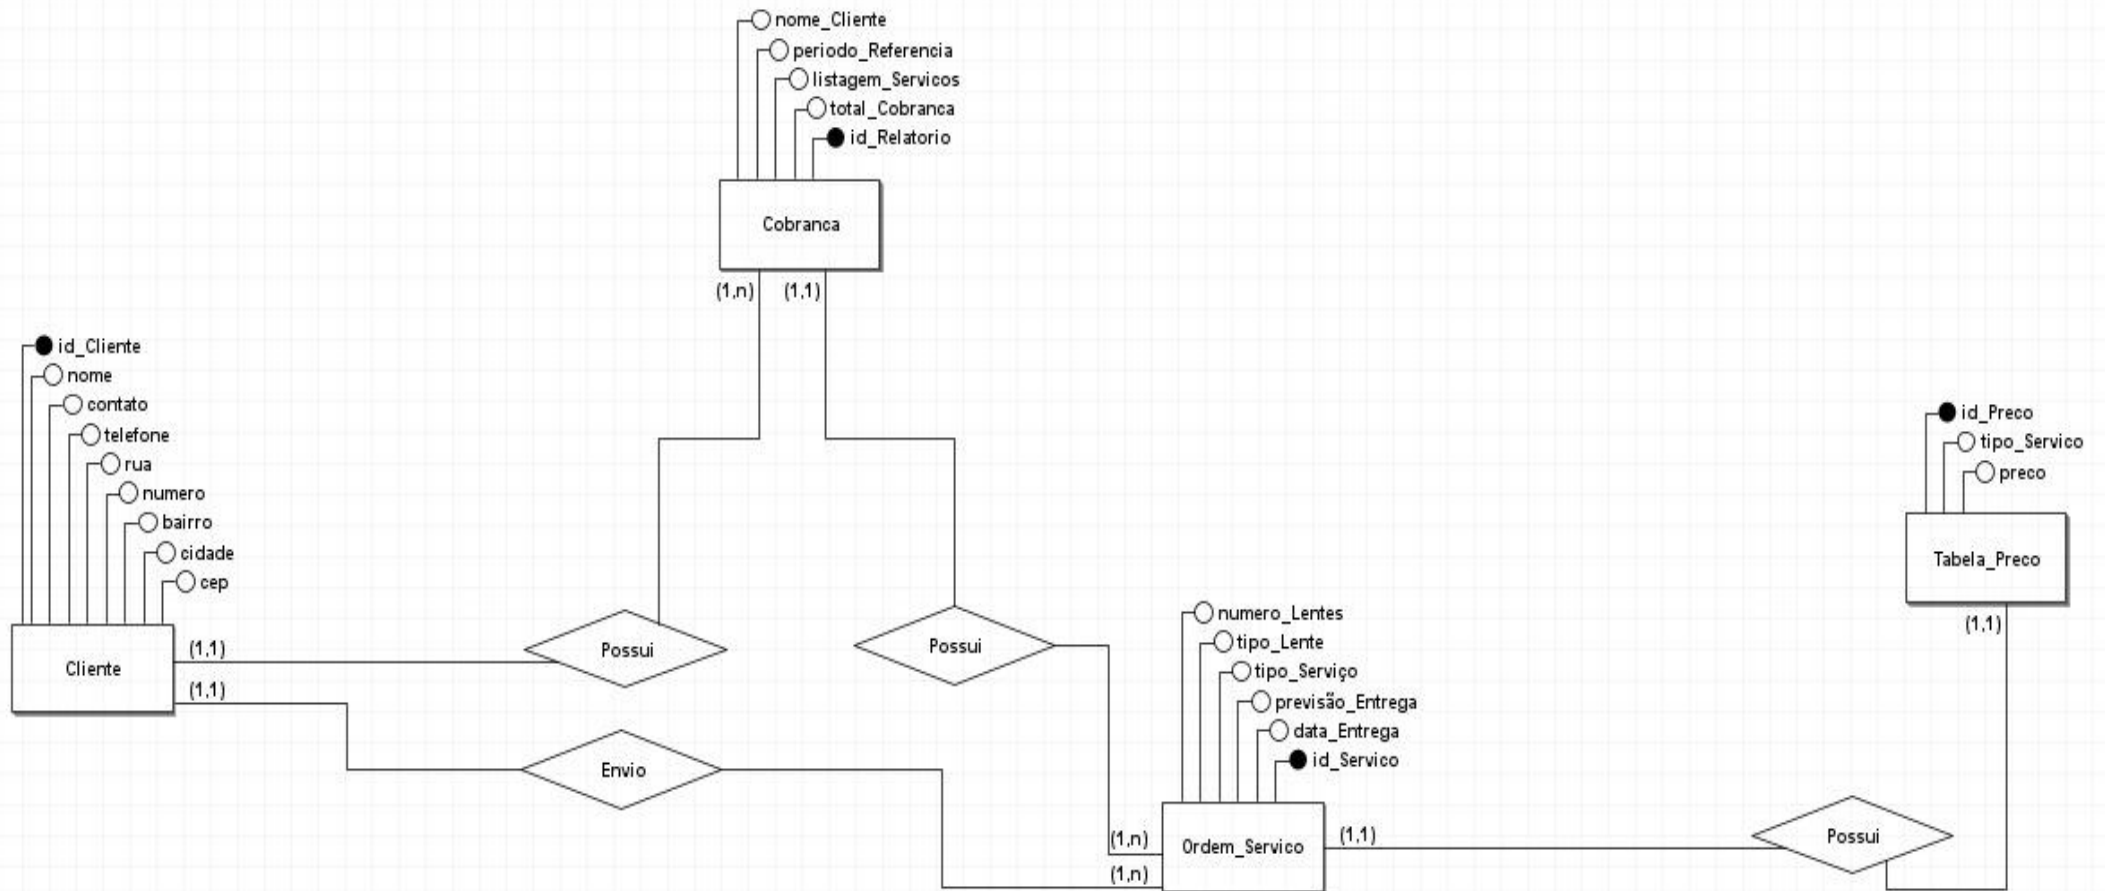 nome_Cliente
periodo_Referencia
listagem_Servicos
total_Cobranca
id_Relatorio
Cobranca
(1,n) (1,1)
id_Cliente
nome
contato
telefone
rua
numero
bairro
cidade
cep
Cliente
(1,1)
(1,1)
Possui
Possui
Envio
id_Preco
tipo_Servico
preco
Tabela_Preco
(1,1)
numero_Lentes
tipo_Lente
tipo_Serviço
previsão_Entrega
data_Entrega
id_Servico
Ordem_Servico
(1,n)
(1,n)
(1,1)
Possui